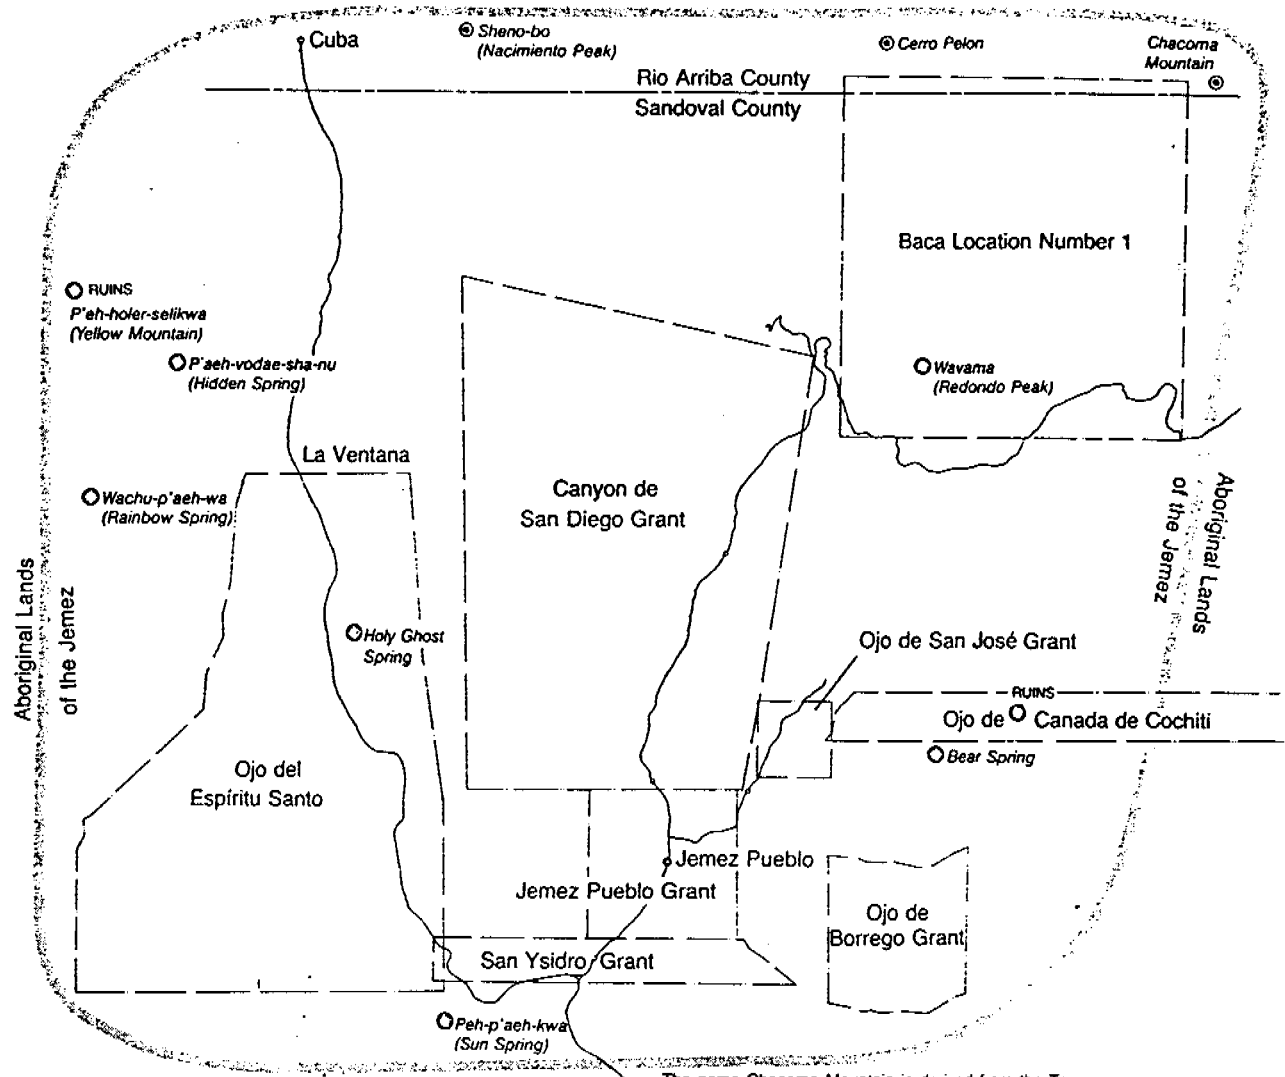 Cuba
Sheno-bo
(Nacimiento Peak)
Cerro Pelon
Chacoma
Mountain
Rio Arriba County
Sandoval County
Baca Location Number 1
RUINS
P'eh-holer-selikwa
(Yellow Mountain)
P'aeh-vodae-sha-nu
(Hidden Spring)
Wavama
(Redondo Peak)
La Ventana
Wachu-p'aeh-wa
(Rainbow Spring)
Canyon de
San Diego Grant
Aboriginal Lands
of the Jemez
Aboriginal Lands
of the Jemez
Holy Ghost
Spring
Ojo de San José Grant
RUINS
Ojo de Canada de Cochiti
Bear Spring
Ojo del
Espíritu Santo
Jemez Pueblo
Jemez Pueblo Grant
Ojo de
Borrego Grant
San Ysidro Grant
Peh-p'aeh-kwa
(Sun Spring)